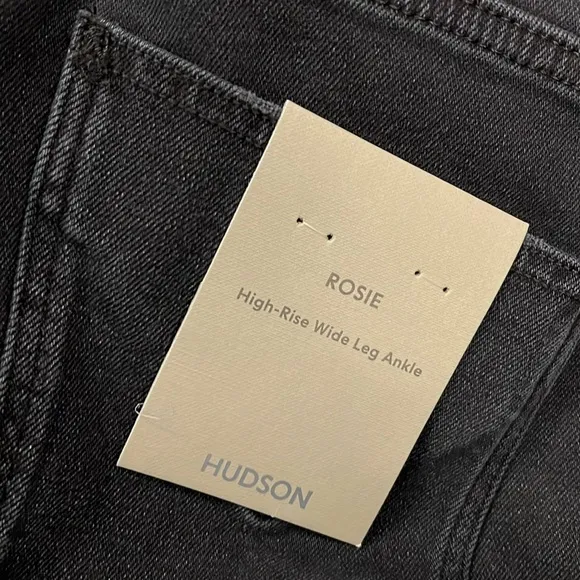 ROSIE
High-Rise Wide Leg Ankle
HUDSON